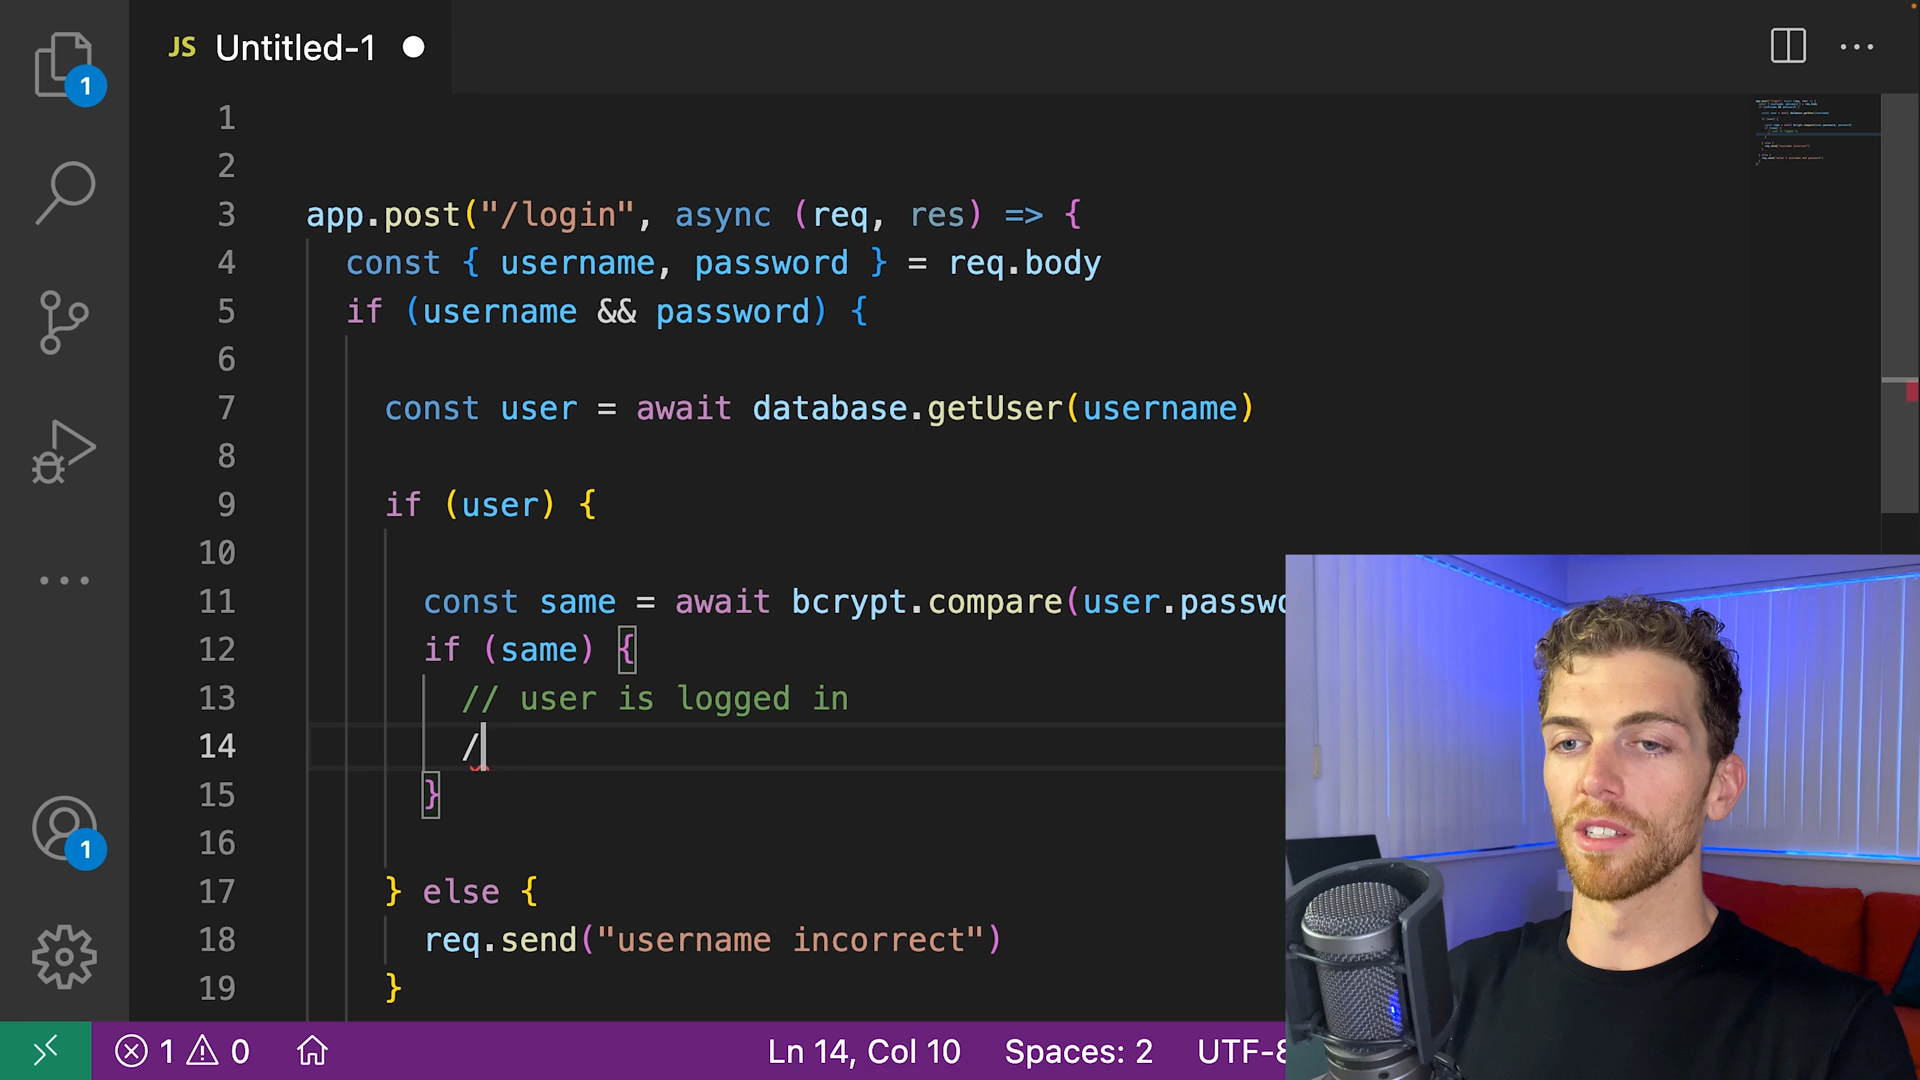 JS Untitled-1
1
1
2
3 app.post("/login", async (req, res) => {
4 const { username, password } = req.body
5 if (username && password) {
6
7 const user = await database.getUser(username)
8
9 if (user) {
10
11 const same = await bcrypt.compare(user.passwo
12 if (same) {
13 // user is logged in
14 /
15 }
16
17 } else {
18 req.send("username incorrect")
19 }
1
1 0 Ln 14, Col 10 Spaces: 2 UTF-8